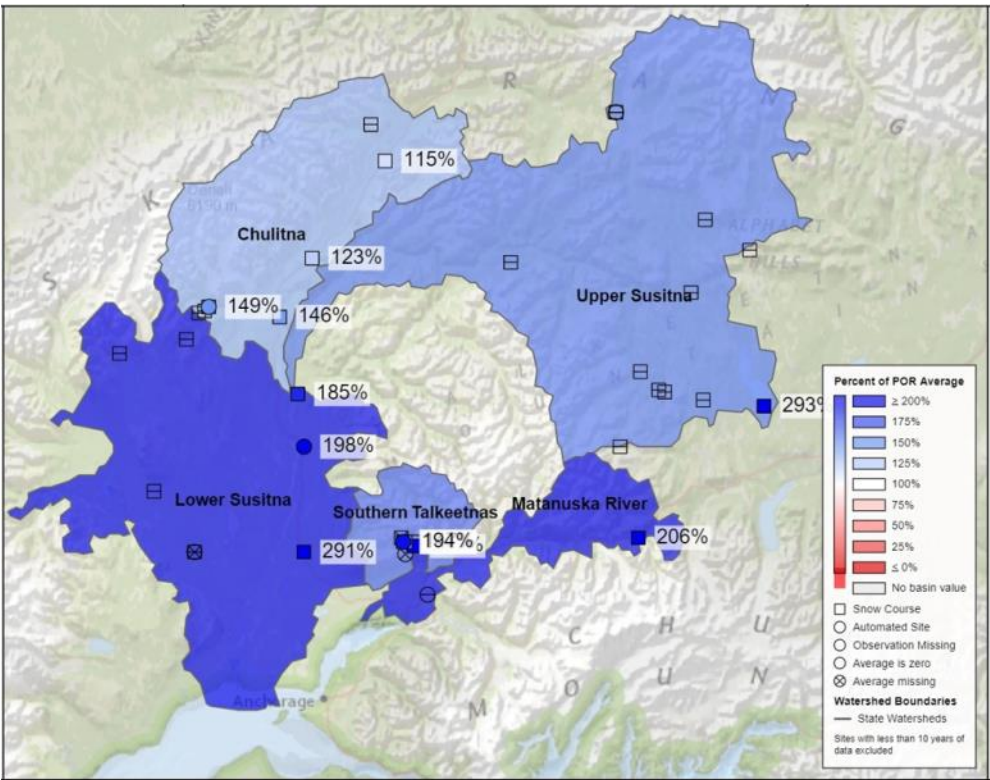 R
A
N
G
115%
K
8190 m
ALPHABET
HILLS
Chulitna
123%
S
149%
146%
Upper Susitna
185%
293%
198%
Lower Susitna
Southern Talkeetnas
Matanuska River
194%
206%
291%
C H U
M O U N
Anchorage
Percent of POR Average
≥ 200%
175%
150%
125%
100%
75%
50%
25%
≤ 0%
No basin value
Snow Course
Automated Site
Observation Missing
Average is zero
Average missing
Watershed Boundaries
State Watersheds
Sites with less than 10 years of
data excluded